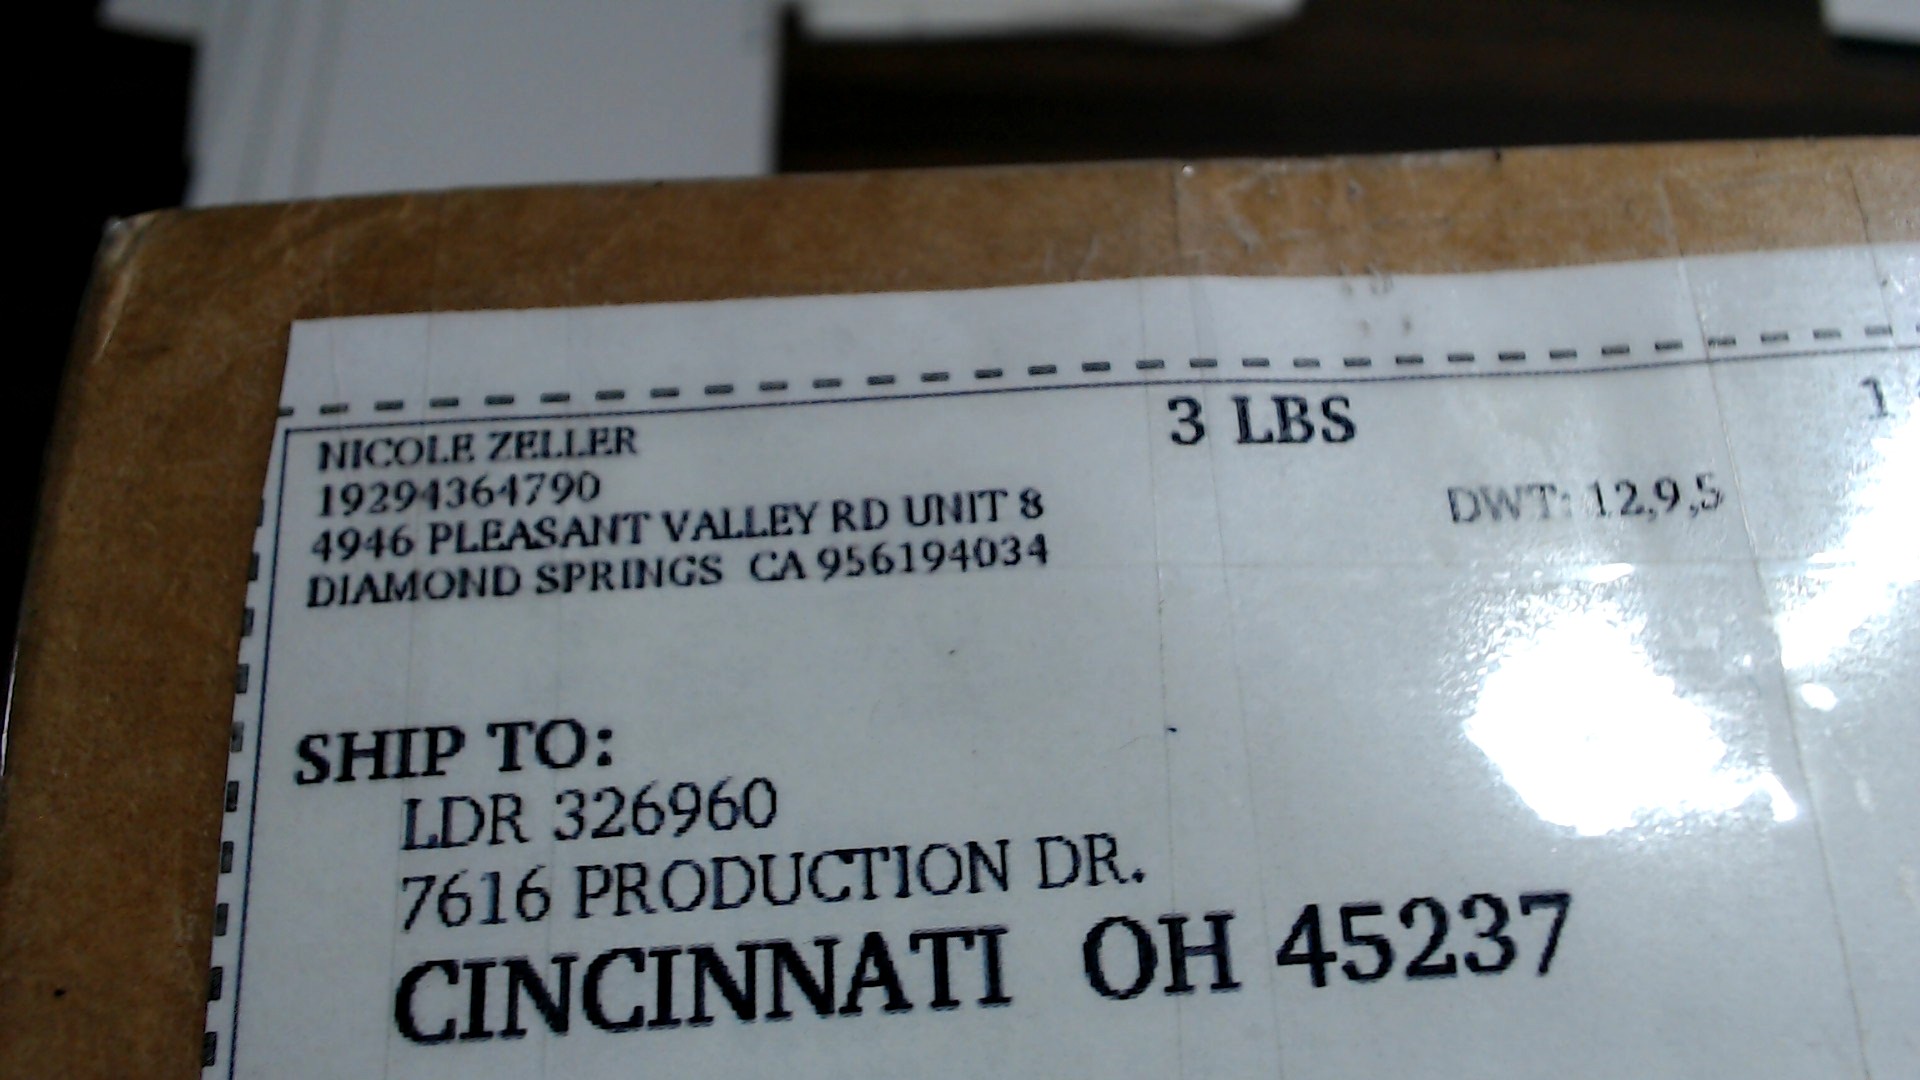 NICOLE ZELLER
19294364790
4946 PLEASANT VALLEY RD UNIT 8
DIAMOND SPRINGS CA 956194034
3 LBS
1
DWT: 12,9,5
SHIP TO:
LDR 326960
7616 PRODUCTION DR.
CINCINNATI OH 45237